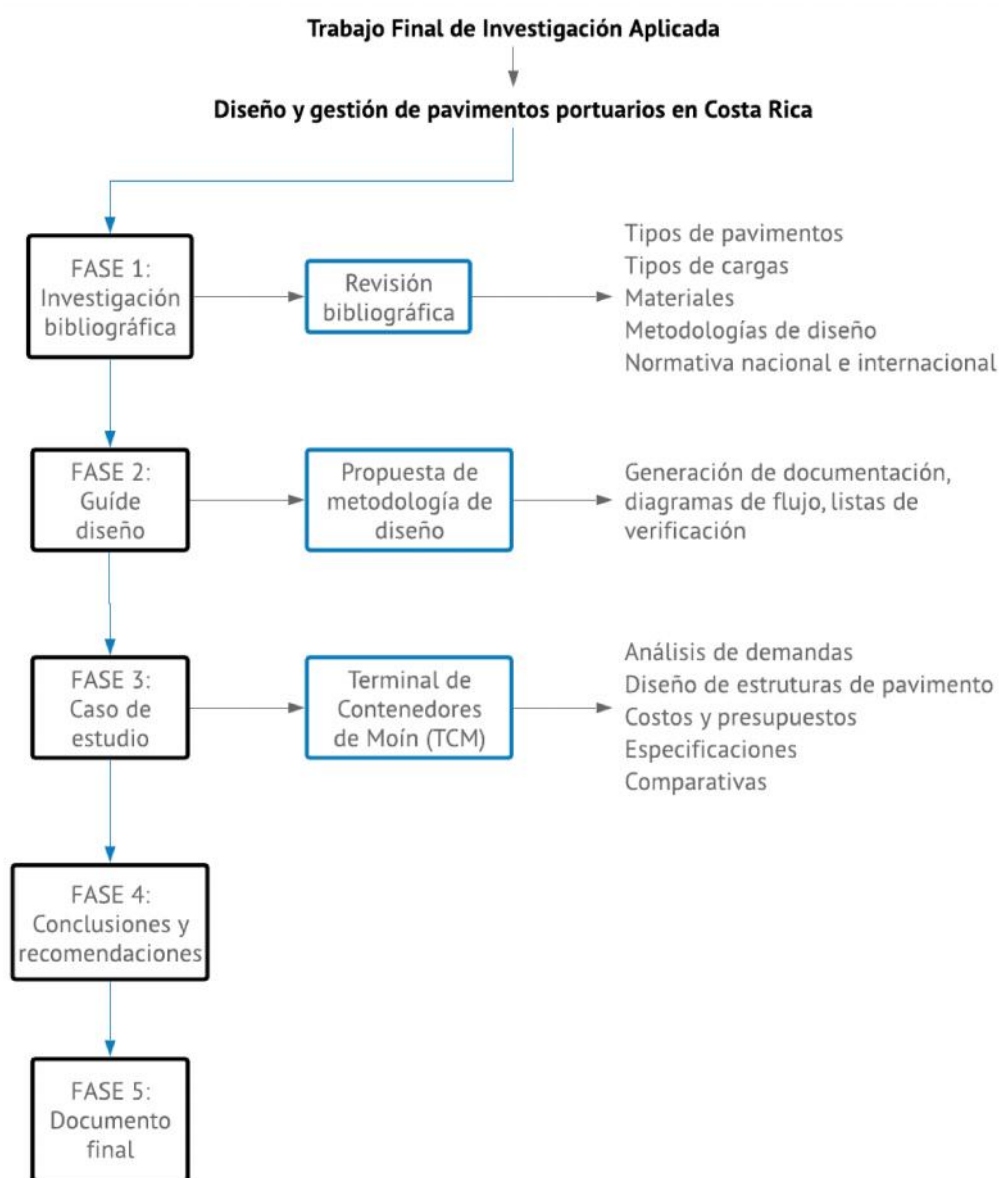 Trabajo Final de Investigación Aplicada
Diseño y gestión de pavimentos portuarios en Costa Rica
FASE 1:
Investigación
bibliográfica
Revisión
bibliográfica
Tipos de pavimentos
Tipos de cargas
Materiales
Metodologías de diseño
Normativa nacional e internacional
FASE 2:
Guíde
diseño
Propuesta de
metodología de
diseño
Generación de documentación,
diagramas de flujo, listas de
verificación
FASE 3:
Caso de
estudio
Terminal de
Contenedores
de Moín (TCM)
Análisis de demandas
Diseño de estruturas de pavimento
Costos y presupuestos
Especificaciones
Comparativas
FASE 4:
Conclusiones y
recomendaciones
FASE 5:
Documento
final